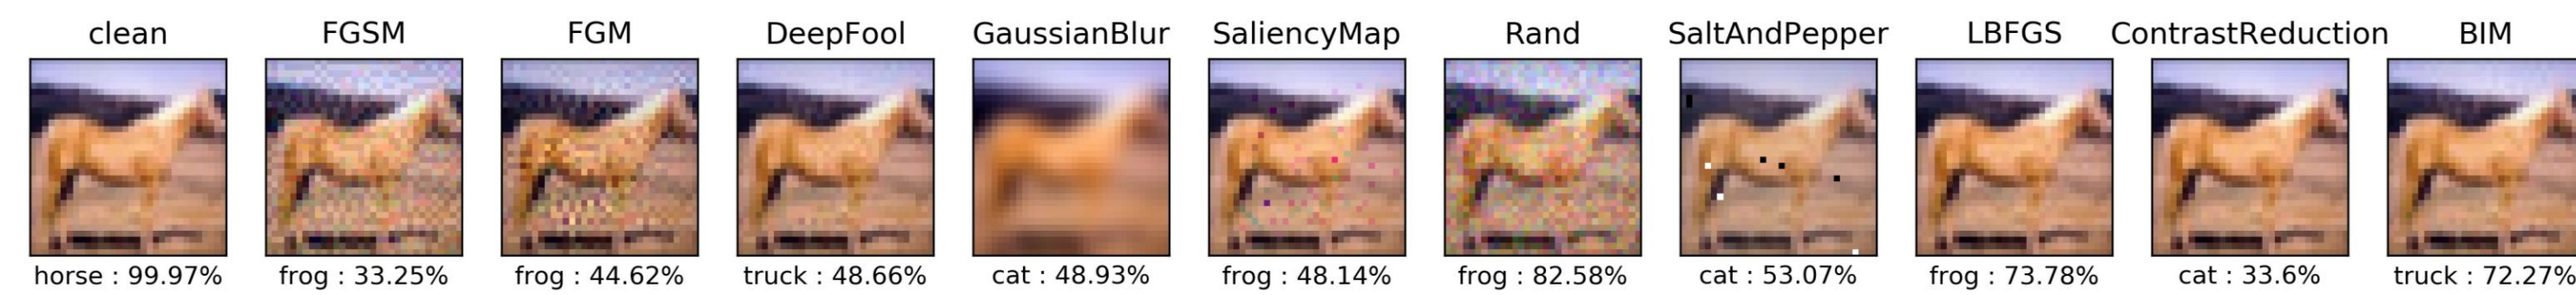 clean FGSM FGM DeepFool GaussianBlur SaliencyMap Rand SaltAndPepper LBFGS ContrastReduction BIM
horse : 99.97% frog : 33.25% frog : 44.62% truck : 48.66% cat : 48.93% frog : 48.14% frog : 82.58% cat : 53.07% frog : 73.78% cat : 33.6% truck : 72.27%